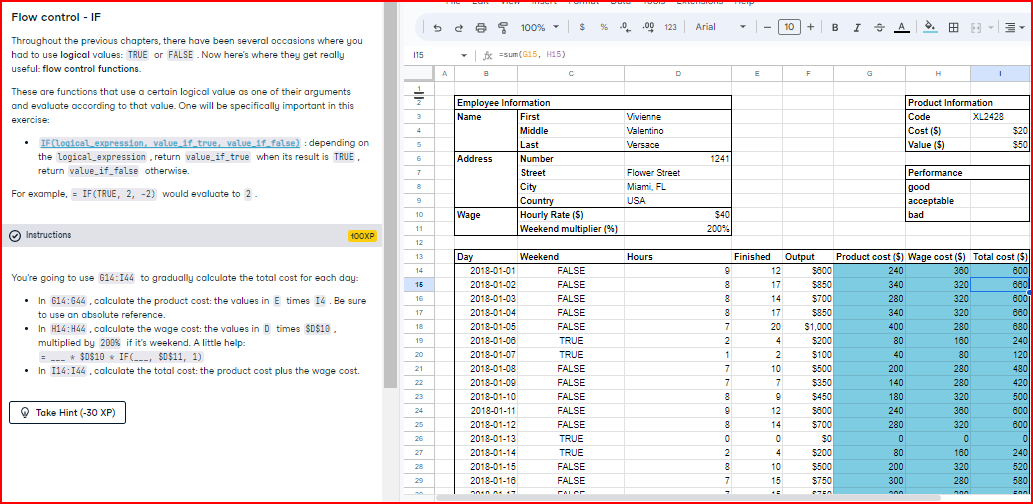 Flow control - IF
Throughout the previous chapters, there have been several occasions where you
had to use logical values: TRUE or FALSE . Now here's where they get really
useful: flow control functions.
These are functions that use a certain logical value as one of their arguments
and evaluate according to that value. One will be specifically important in this
exercise:
• IF(logical_expression, value_if_true, value_if_false) : depending on
the logical_expression , return value_if_true when its result is TRUE ,
return value_if_false otherwise.
For example, = IF(TRUE, 2, -2) would evaluate to 2 .
Instructions 100XP
You're going to use G14:I44 to gradually calculate the total cost for each day:
• In G14:G44 , calculate the product cost: the values in E times I4 . Be sure
to use an absolute reference.
• In H14:H44 , calculate the wage cost: the values in D times $D$10 ,
multiplied by 200% if it's weekend. A little help:
= ___ * $D$10 * IF(___, $D$11, 1)
• In I14:I44 , calculate the total cost: the product cost plus the wage cost.
Take Hint (-30 XP)
100% $ % .0 .00 123 Arial - 10 + B I S A
I15 fx =sum(G15, H15)
A B C D E F G H I
1
2 Employee Information Product Information
3 Name First Vivienne Code XL2428
4 Middle Valentino Cost ($) $20
5 Last Versace Value ($) $50
6 Address Number 1241
7 Street Flower Street Performance
8 City Miami, FL good
9 Country USA acceptable
10 Wage Hourly Rate ($) $40 bad
11 Weekend multiplier (%) 200%
12
13 Day Weekend Hours Finished Output Product cost ($) Wage cost ($) Total cost ($)
14 2018-01-01 FALSE 9 12 $600 240 360 600
15 2018-01-02 FALSE 8 17 $850 340 320 660
16 2018-01-03 FALSE 8 14 $700 280 320 600
17 2018-01-04 FALSE 8 17 $850 340 320 660
18 2018-01-05 FALSE 7 20 $1,000 400 280 680
19 2018-01-06 TRUE 2 4 $200 80 160 240
20 2018-01-07 TRUE 1 2 $100 40 80 120
21 2018-01-08 FALSE 7 10 $500 200 280 480
22 2018-01-09 FALSE 7 7 $350 140 280 420
23 2018-01-10 FALSE 8 9 $450 180 320 500
24 2018-01-11 FALSE 9 12 $600 240 360 600
25 2018-01-12 FALSE 8 14 $700 280 320 600
26 2018-01-13 TRUE 0 0 $0 0 0 0
27 2018-01-14 TRUE 2 4 $200 80 160 240
28 2018-01-15 FALSE 8 10 $500 200 320 520
29 2018-01-16 FALSE 7 15 $750 300 280 580